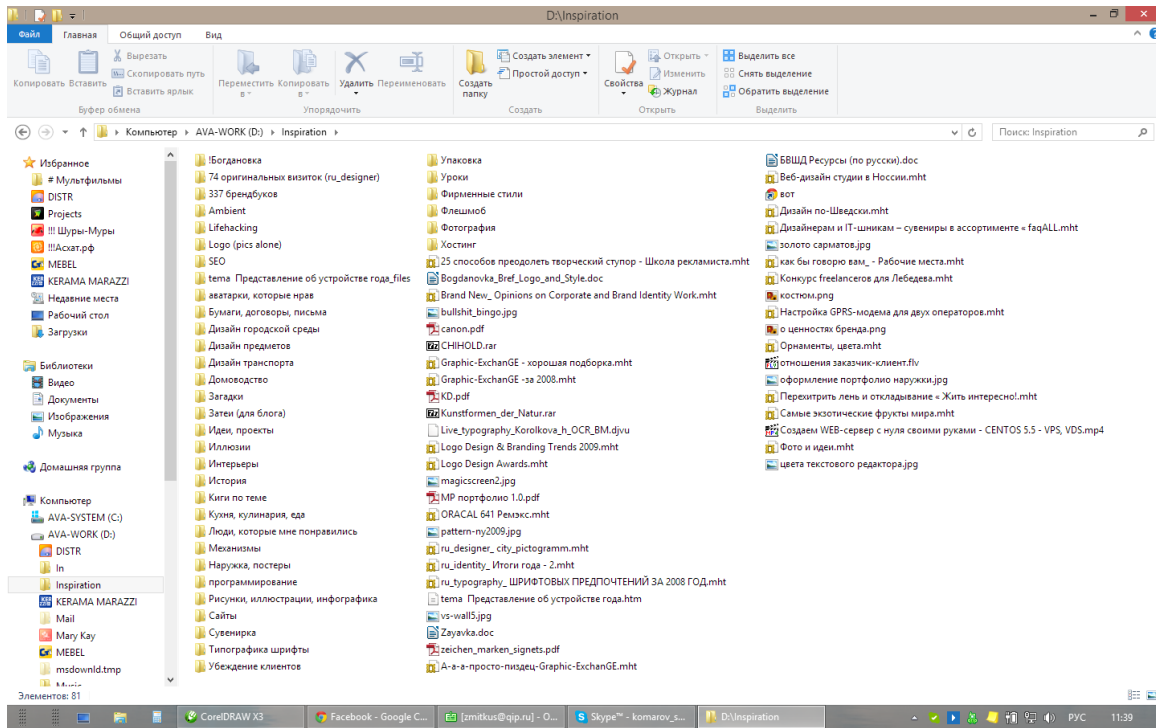 D:\Inspiration
Файл Главная Общий доступ Вид
Копировать Вставить Вырезать Скопировать путь Вставить ярлык
Переместить в Копировать в Удалить Переименовать
Создать папку Создать элемент Простой доступ
Свойства Открыть Изменить Журнал
Выделить все Снять выделение Обратить выделение
Буфер обмена Упорядочить Создать Открыть Выделить
Компьютер AVA-WORK (D:) Inspiration Поиск: Inspiration
Избранное
# Мультфильмы
DISTR
Projects
!!! Шуры-Муры
!!!Асхат.рф
MEBEL
KERAMA MARAZZI
Недавние места
Рабочий стол
Загрузки
Библиотеки
Видео
Документы
Изображения
Музыка
Домашняя группа
Компьютер
AVA-SYSTEM (C:)
AVA-WORK (D:)
DISTR
In
Inspiration
KERAMA MARAZZI
Mail
Mary Kay
MEBEL
msdownld.tmp
Music
!Богдановка
74 оригинальных визиток (ru_designer)
337 брендбуков
Ambient
Lifehacking
Logo (pics alone)
SEO
tema Представление об устройстве года_files
аватарки, которые нрав
Бумаги, договоры, письма
Дизайн городской среды
Дизайн предметов
Дизайн транспорта
Домоводство
Загадки
Затеи (для блога)
Идеи, проекты
Иллюзии
Интерьеры
История
Киги по теме
Кухня, кулинария, еда
Люди, которые мне понравились
Механизмы
Наружка, постеры
программирование
Рисунки, иллюстрации, инфографика
Сайты
Сувенирка
Типографика шрифты
Убеждение клиентов
Упаковка
Уроки
Фирменные стили
Флешмоб
Фотография
Хостинг
25 способов преодолеть творческий ступор - Школа рекламиста.mht
Bogdanovka_Bref_Logo_and_Style.doc
Brand New_ Opinions on Corporate and Brand Identity Work.mht
bullshit_bingo.jpg
canon.pdf
CHIHOLD.rar
Graphic-ExchanGE - хорошая подборка.mht
Graphic-ExchanGE -за 2008.mht
KD.pdf
Kunstformen_der_Natur.rar
Live_typography_Korolkova_h_OCR_BM.djvu
Logo Design & Branding Trends 2009.mht
Logo Design Awards.mht
magicscreen2.jpg
MP портфолио 1.0.pdf
ORACAL 641 Ремэкс.mht
pattern-ny2009.jpg
ru_designer_ city_pictogramm.mht
ru_identity_ Итоги года - 2.mht
ru_typography_ ШРИФТОВЫХ ПРЕДПОЧТЕНИЙ ЗА 2008 ГОД.mht
tema Представление об устройстве года.htm
vs-wall5.jpg
Zayavka.doc
zeichen_marken_signets.pdf
А-а-а-просто-пиздец-Graphic-ExchanGE.mht
БВШД Ресурсы (по русски).doc
Веб-дизайн студии в Носсии.mht
вот
Дизайн по-Шведски.mht
Дизайнерам и IT-шникам – сувениры в ассортименте « faqALL.mht
золото сарматов.jpg
как бы говорю вам_ - Рабочие места.mht
Конкурс freelanceroв для Лебедева.mht
костюм.png
Настройка GPRS-модема для двух операторов.mht
о ценностях бренда.png
Орнаменты, цвета.mht
отношения заказчик-клиент.flv
оформление портфолио наружки.jpg
Перехитрить лень и откладывание « Жить интересно!.mht
Самые экзотические фрукты мира.mht
Создаем WEB-сервер с нуля своими руками - CENTOS 5.5 - VPS, VDS.mp4
Фото и идеи.mht
цвета текстового редактора.jpg
Элементов: 81
CorelDRAW X3 Facebook - Google C... [zmitkus@qip.ru] - О... Skype™ - komarov_s... D:\Inspiration РУС 11:39